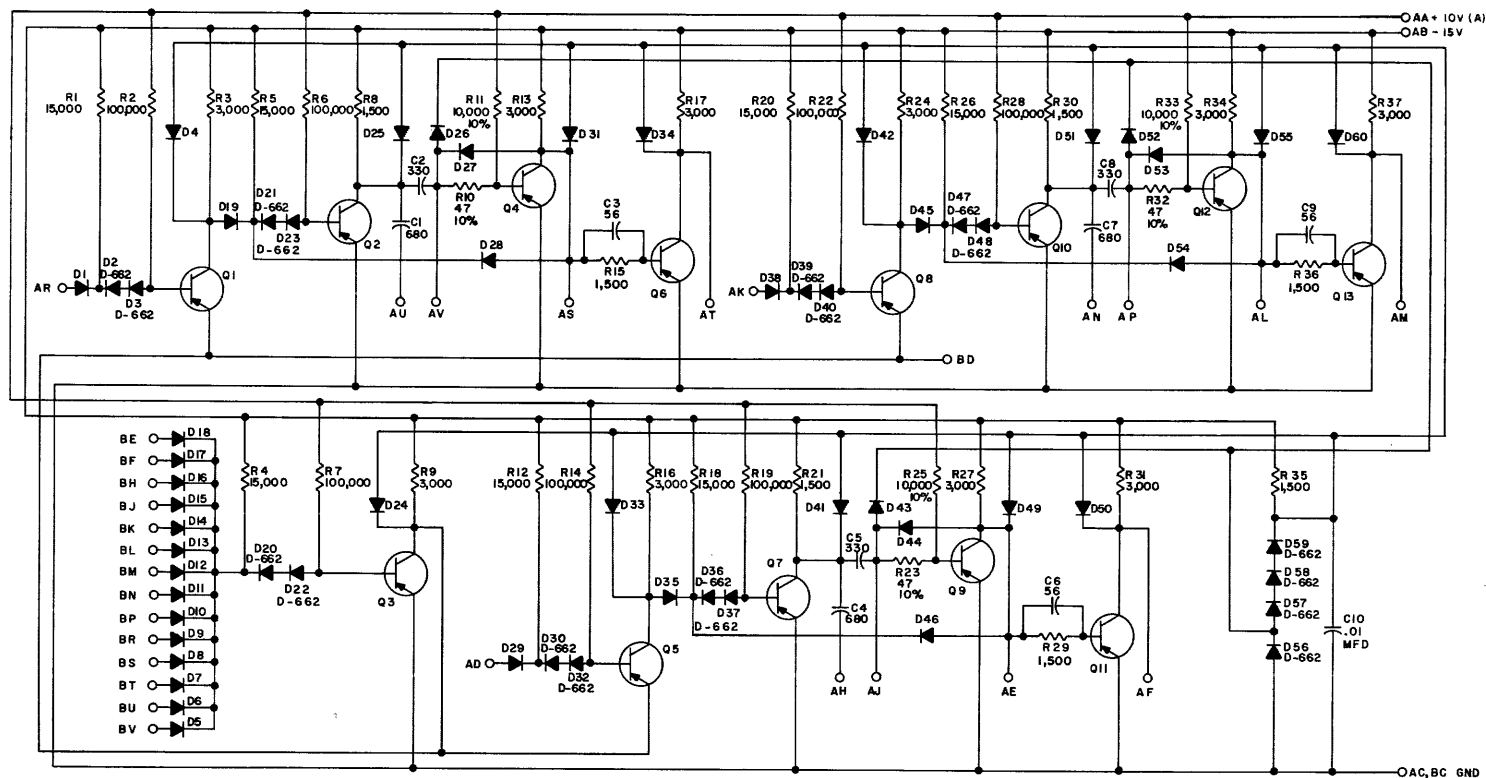 AA + 10V (A)
AB - 15V
R1
15,000
R2
100,000
D4
R3
3,000
R5
15,000
R6
100,000
R8
1,500
D25
D26
R11
10,000
10%
R13
3,000
D31
D34
R17
3,000
R20
15,000
R22
100,000
D42
R24
3,000
R26
15,000
R28
100,000
R30
1,500
D51
D52
R33
10,000
10%
R34
3,000
D55
D60
R37
3,000
D27
C2
330
R10
47
10%
Q4
D53
C8
330
R32
47
10%
Q12
D19
D21
D-662
D23
D-662
Q2
C1
680
D28
C3
56
R15
1,500
Q6
D45
D47
D-662
D48
D-662
Q10
C7
680
D54
C9
56
R36
1,500
Q13
AR
D1
D2
D-662
D3
D-662
Q1
AU
AV
AS
AT
AK
D38
D39
D-662
D40
D-662
Q8
AN
AP
AL
AM
BD
BE
D18
BF
D17
BH
D16
BJ
D15
BK
D14
BL
D13
BM
D12
BN
D11
BP
D10
BR
D9
BS
D8
BT
D7
BU
D6
BV
D5
R4
15,000
R7
100,000
D24
R9
3,000
D20
D-662
D22
D-662
Q3
R12
15,000
R14
100,000
D33
R16
3,000
R18
15,000
R19
100,000
R21
1,500
D41
D43
R25
10,000
10%
R27
3,000
D49
D50
R31
3,000
R35
1,500
D44
C5
330
R23
47
10%
Q9
Q7
D35
D36
D-662
D37
D-662
C4
680
D46
C6
56
R29
1,500
Q11
D59
D-662
D58
D-662
D57
D-662
D56
D-662
C10
.01
MFD
AD
D29
D30
D-662
D32
D-662
Q5
AH
AJ
AE
AF
AC, BC GND